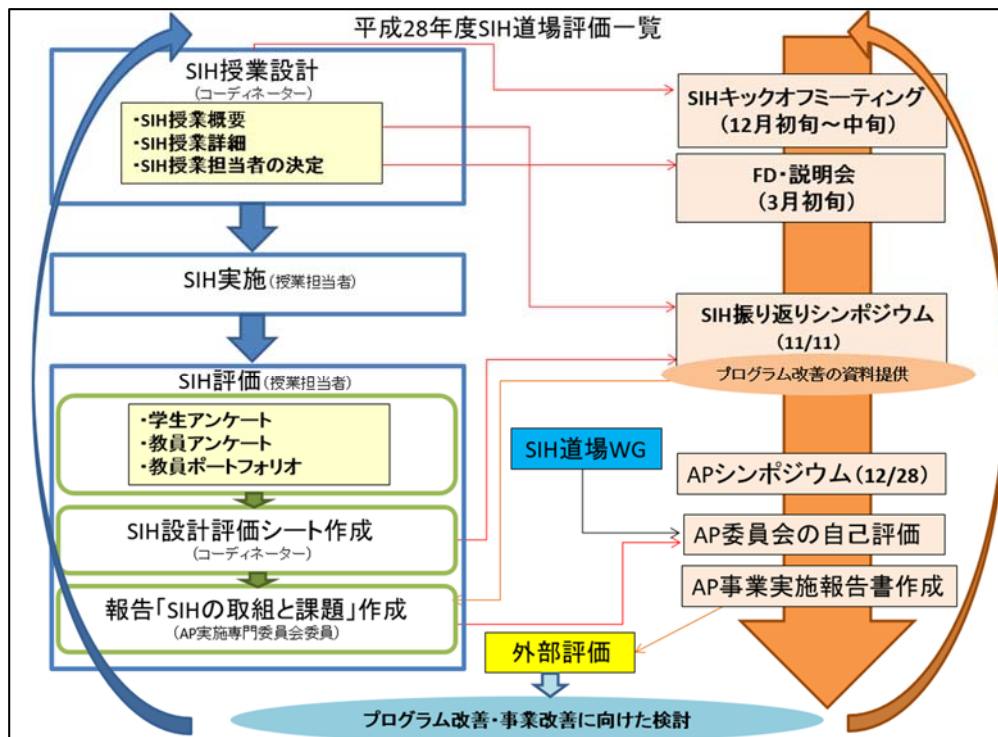 平成28年度SIH道場評価一覧
SIH授業設計
(コーディネーター)
・SIH授業概要
・SIH授業詳細
・SIH授業担当者の決定
SIH実施(授業担当者)
SIH評価(授業担当者)
・学生アンケート
・教員アンケート
・教員ポートフォリオ
SIH設計評価シート作成
(コーディネーター)
報告「SIHの取組と課題」作成
(AP実施専門委員会委員)
SIHキックオフミーティング
(12月初旬～中旬)
FD・説明会
(3月初旬)
SIH振り返りシンポジウム
(11/11)
プログラム改善の資料提供
SIH道場WG
APシンポジウム(12/28)
AP委員会の自己評価
AP事業実施報告書作成
外部評価
プログラム改善・事業改善に向けた検討